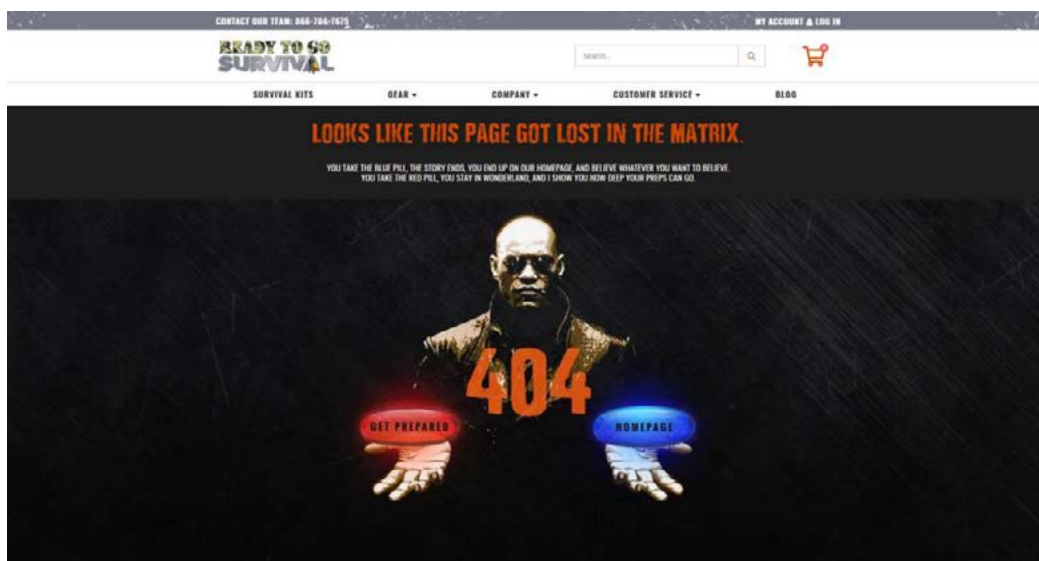 CONTACT OUR TEAM: 866-704-7675
MY ACCOUNT & LOG IN
READY TO GO
SURVIVAL
Search...
0
SURVIVAL KITS
GEAR
COMPANY
CUSTOMER SERVICE
BLOG
LOOKS LIKE THIS PAGE GOT LOST IN THE MATRIX.
YOU TAKE THE BLUE PILL, THE STORY ENDS, YOU END UP ON OUR HOMEPAGE, AND BELIEVE WHATEVER YOU WANT TO BELIEVE.
YOU TAKE THE RED PILL, YOU STAY IN WONDERLAND, AND I SHOW YOU HOW DEEP YOUR PREPS CAN GO.
404
GET PREPARED
HOMEPAGE